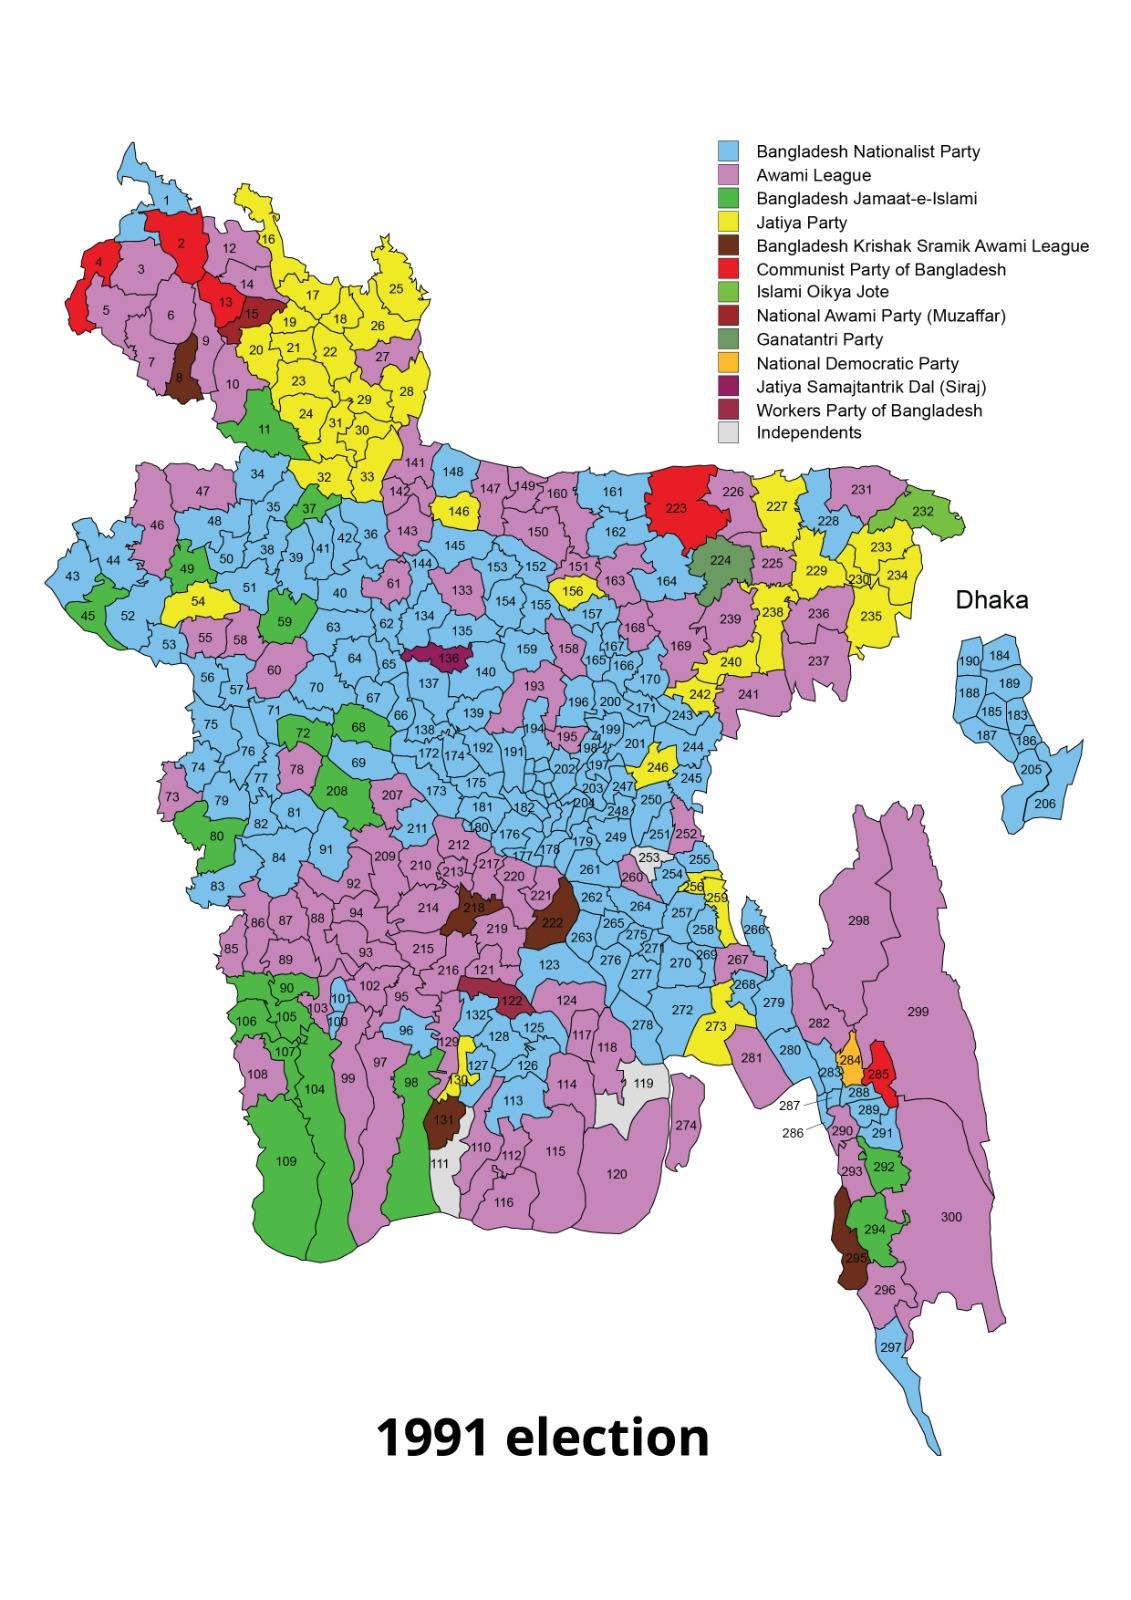 Bangladesh Nationalist Party
Awami League
Bangladesh Jamaat-e-Islami
Jatiya Party
Bangladesh Krishak Sramik Awami League
Communist Party of Bangladesh
Islami Oikya Jote
National Awami Party (Muzaffar)
Ganatantri Party
National Democratic Party
Jatiya Samajtantrik Dal (Siraj)
Workers Party of Bangladesh
Independents
1
2 12 16
4 3
14 17 25
5 6 13 15 19 18 26
9 20 21 22 27
7 8 10 23 28
24 29
11 31 30
34 32 33 141 148
47 35 37 142 147 149 160 161 223 226 227 231
46 48 36 143 146 150 162 228 232
44 49 50 38 39 41 42 144 145 151 224 225 233
43 51 40 61 133 153 152 156 163 164 229 230 234
45 52 54 59 134 154 155 157 239 238 236 235
53 55 58 63 62 135 168
60 64 65 136 159 158 167 169 240 237
56 57 140 165 166
70 67 137 193 170 242 241
75 71 66 139 196 200 171 243
72 68 138 194 195 199
74 76 69 172 174 192 191 198 201 244
73 77 78 208 207 173 175 202 197 246 245
79 81 181 182 203 247
80 82 211 180 176 204 248 250
84 91 212 177 178 179 249 251 252
83 209 210 213 217 261 253 255
92 220 260 254 256
86 87 88 94 214 218 221 262 264 257 259
85 89 93 215 219 222 263 265 275 258 266
90 102 216 121 123 276 271 269 267 298
103 101 95 122 124 277 270 268 279
106 105 100 96 132 125 278 272 273 282 299
107 97 129 128 117 118 281 280
108 104 99 98 130 127 126 114 119 283 284 285
131 113 287 288
109 111 110 112 115 274 286 289
116 120 290 291
293 292
294 300
295
296
297
Dhaka
190 184
188 189
185 183
187 186
205
206
1991 election